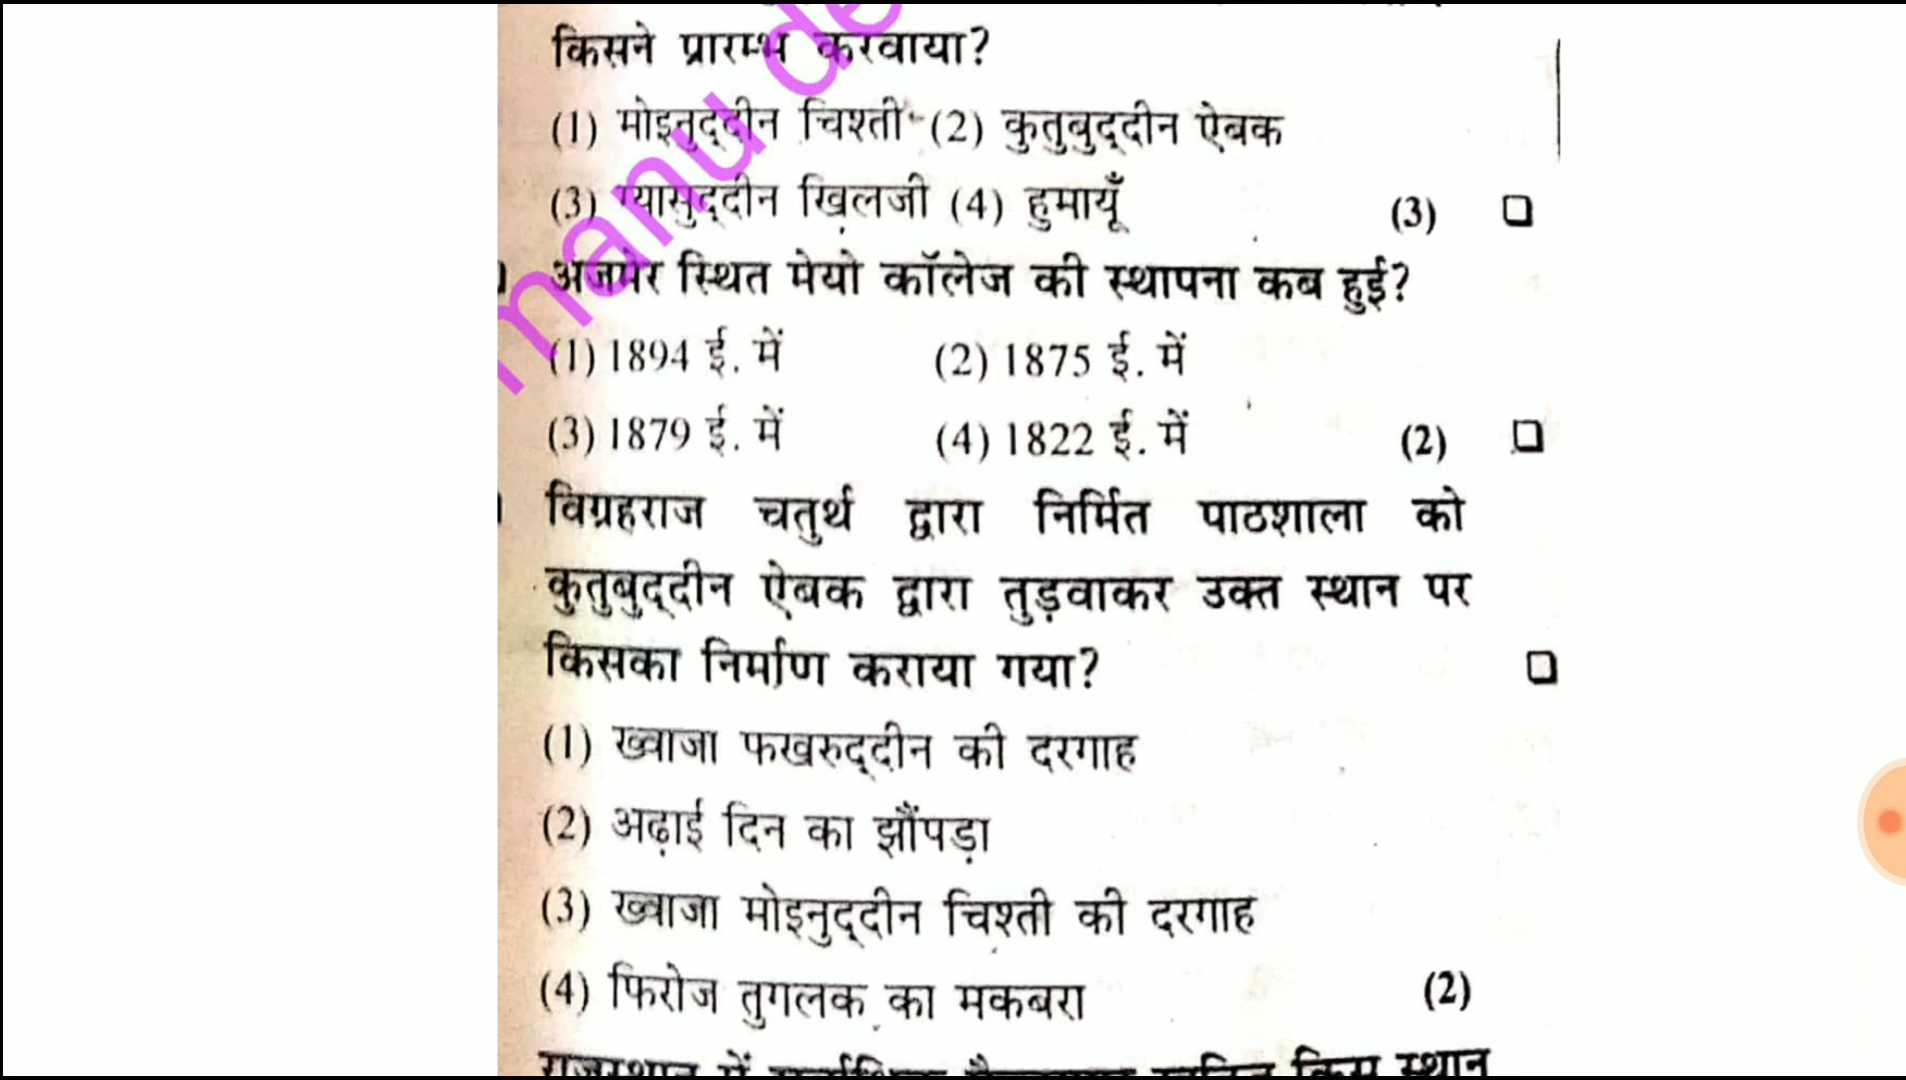 किसने प्रारम्भ करवाया?
(1) मोइनुद्दीन चिश्ती (2) कुतुबुद्दीन ऐबक
(3) ग्यासुद्दीन खिलजी (4) हुमायूँ (3)
अजमेर स्थित मेयो कॉलेज की स्थापना कब हुई?
(1) 1894 ई. में (2) 1875 ई. में
(3) 1879 ई. में (4) 1822 ई. में (2)
विग्रहराज चतुर्थ द्वारा निर्मित पाठशाला को
कुतुबुद्दीन ऐबक द्वारा तुड़वाकर उक्त स्थान पर
किसका निर्माण कराया गया?
(1) ख्वाजा फखरुद्दीन की दरगाह
(2) अढ़ाई दिन का झौंपड़ा
(3) ख्वाजा मोइनुद्दीन चिश्ती की दरगाह
(4) फिरोज तुगलक का मकबरा (2)
manu